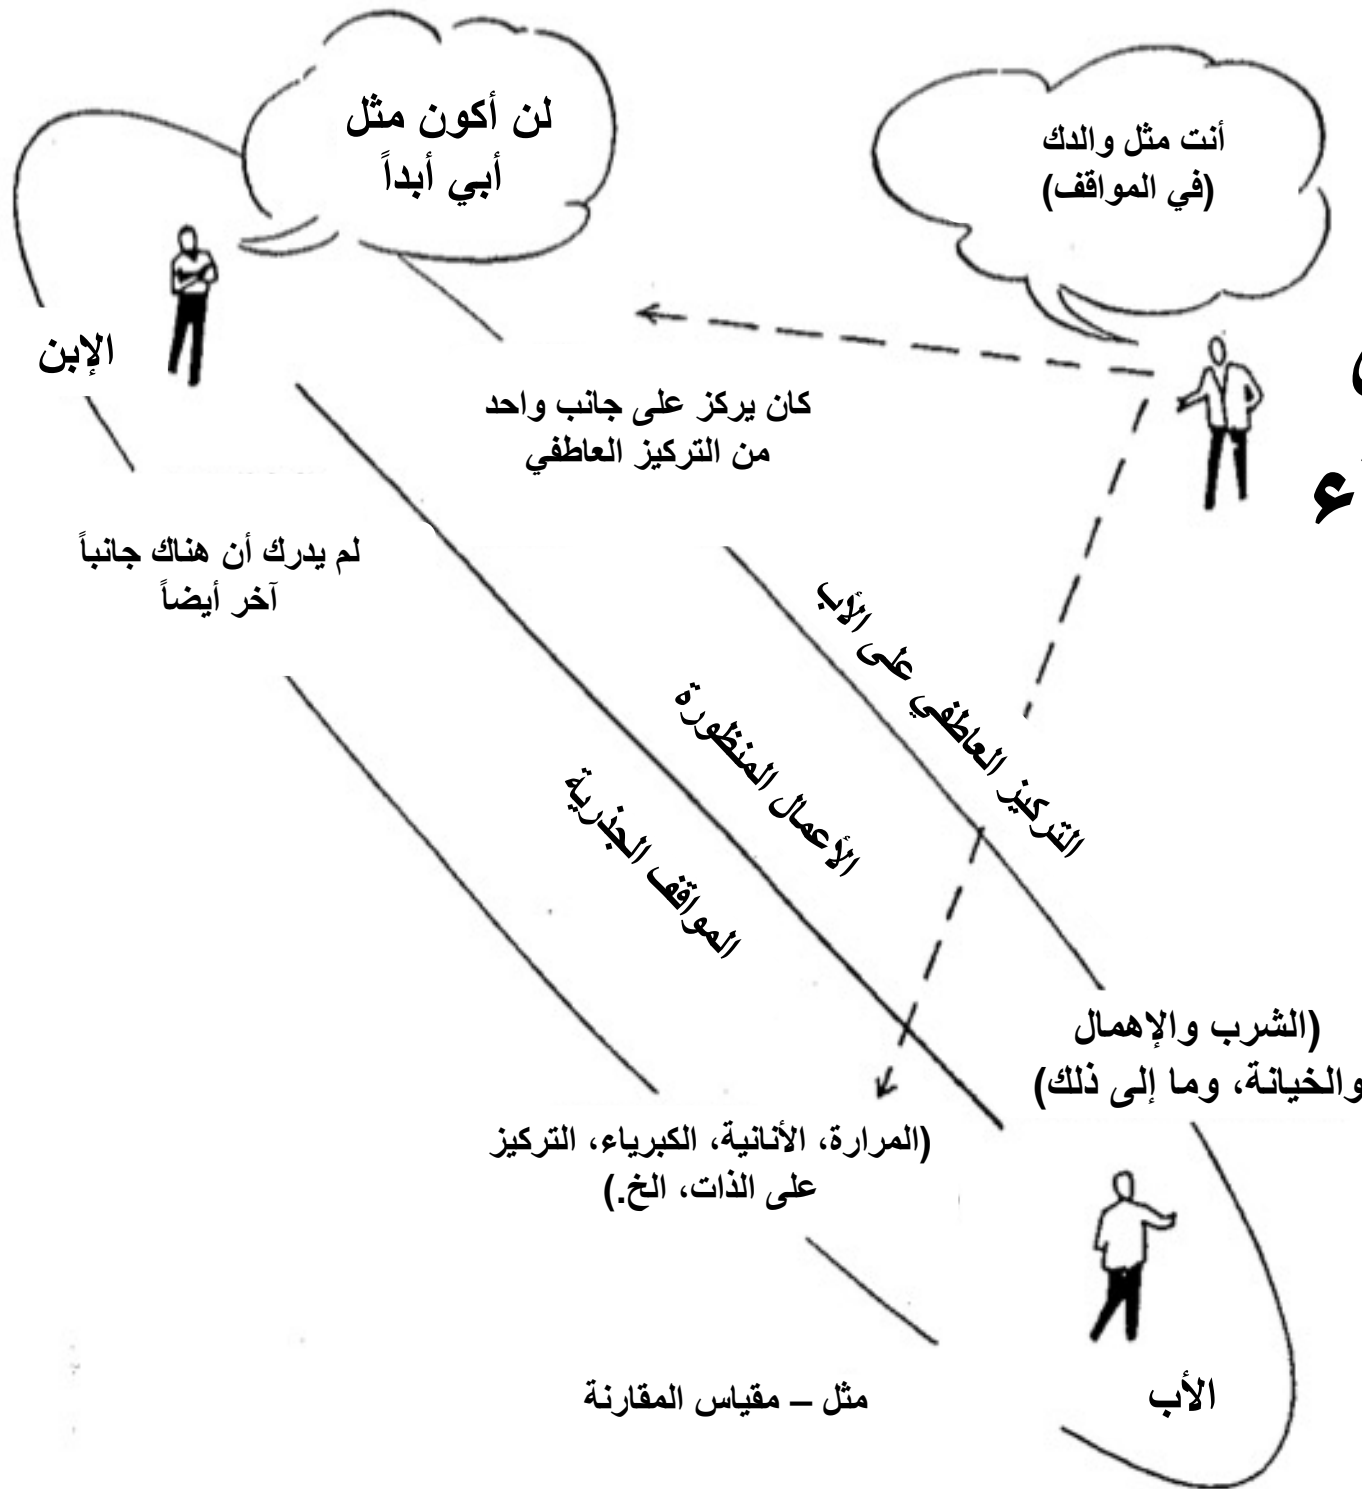 لن أكون مثل
أبي أبداً
أنت مثل والدك
(في المواقف)
الإبن
كان يركز على جانب واحد
من التركيز العاطفي
لم يدرك أن هناك جانباً
آخر أيضاً
التركيز العاطفي على الأب
الأعمال المنظورة
المواقف الجذرية
(الشرب والإهمال
والخيانة، وما إلى ذلك)
(المرارة، الأنانية، الكبرياء، التركيز
على الذات، الخ.)
الأب
مثل – مقياس المقارنة